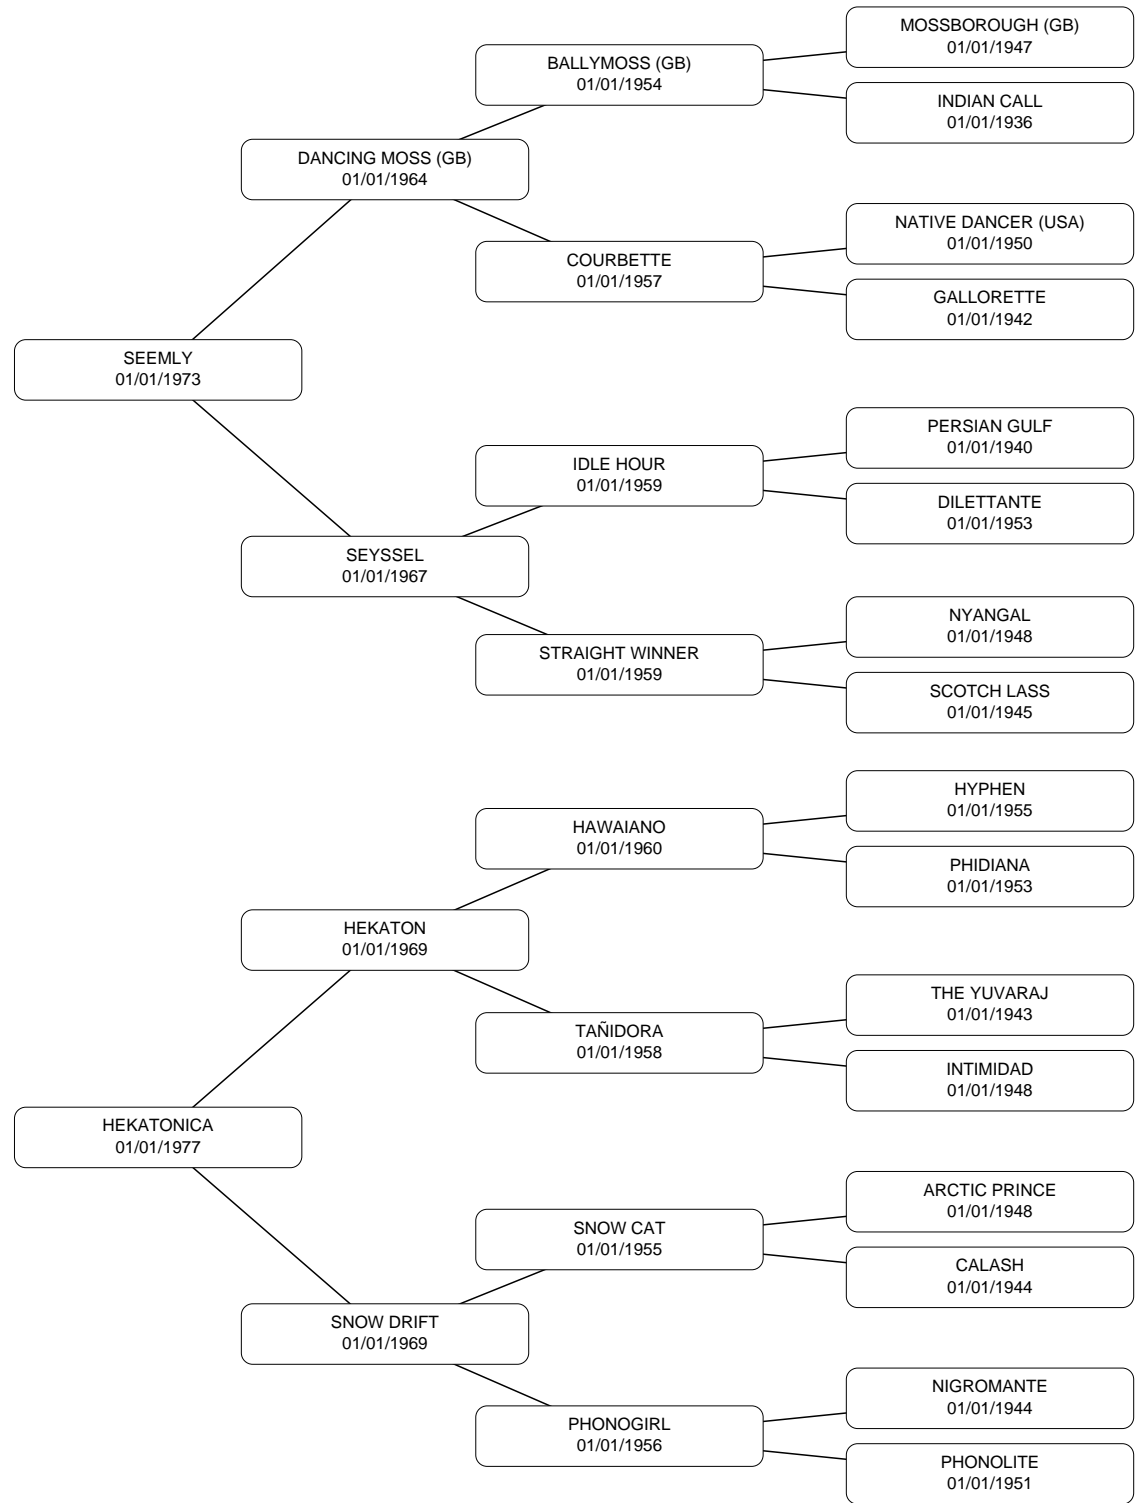 MOSSBOROUGH (GB)
01/01/1947
BALLYMOSS (GB)
01/01/1954
INDIAN CALL
01/01/1936
DANCING MOSS (GB)
01/01/1964
NATIVE DANCER (USA)
01/01/1950
COURBETTE
01/01/1957
GALLORETTE
01/01/1942
SEEMLY
01/01/1973
PERSIAN GULF
01/01/1940
IDLE HOUR
01/01/1959
DILETTANTE
01/01/1953
SEYSSEL
01/01/1967
NYANGAL
01/01/1948
STRAIGHT WINNER
01/01/1959
SCOTCH LASS
01/01/1945
HYPHEN
01/01/1955
HAWAIANO
01/01/1960
PHIDIANA
01/01/1953
HEKATON
01/01/1969
THE YUVARAJ
01/01/1943
TAÑIDORA
01/01/1958
INTIMIDAD
01/01/1948
HEKATONICA
01/01/1977
ARCTIC PRINCE
01/01/1948
SNOW CAT
01/01/1955
CALASH
01/01/1944
SNOW DRIFT
01/01/1969
NIGROMANTE
01/01/1944
PHONOGIRL
01/01/1956
PHONOLITE
01/01/1951